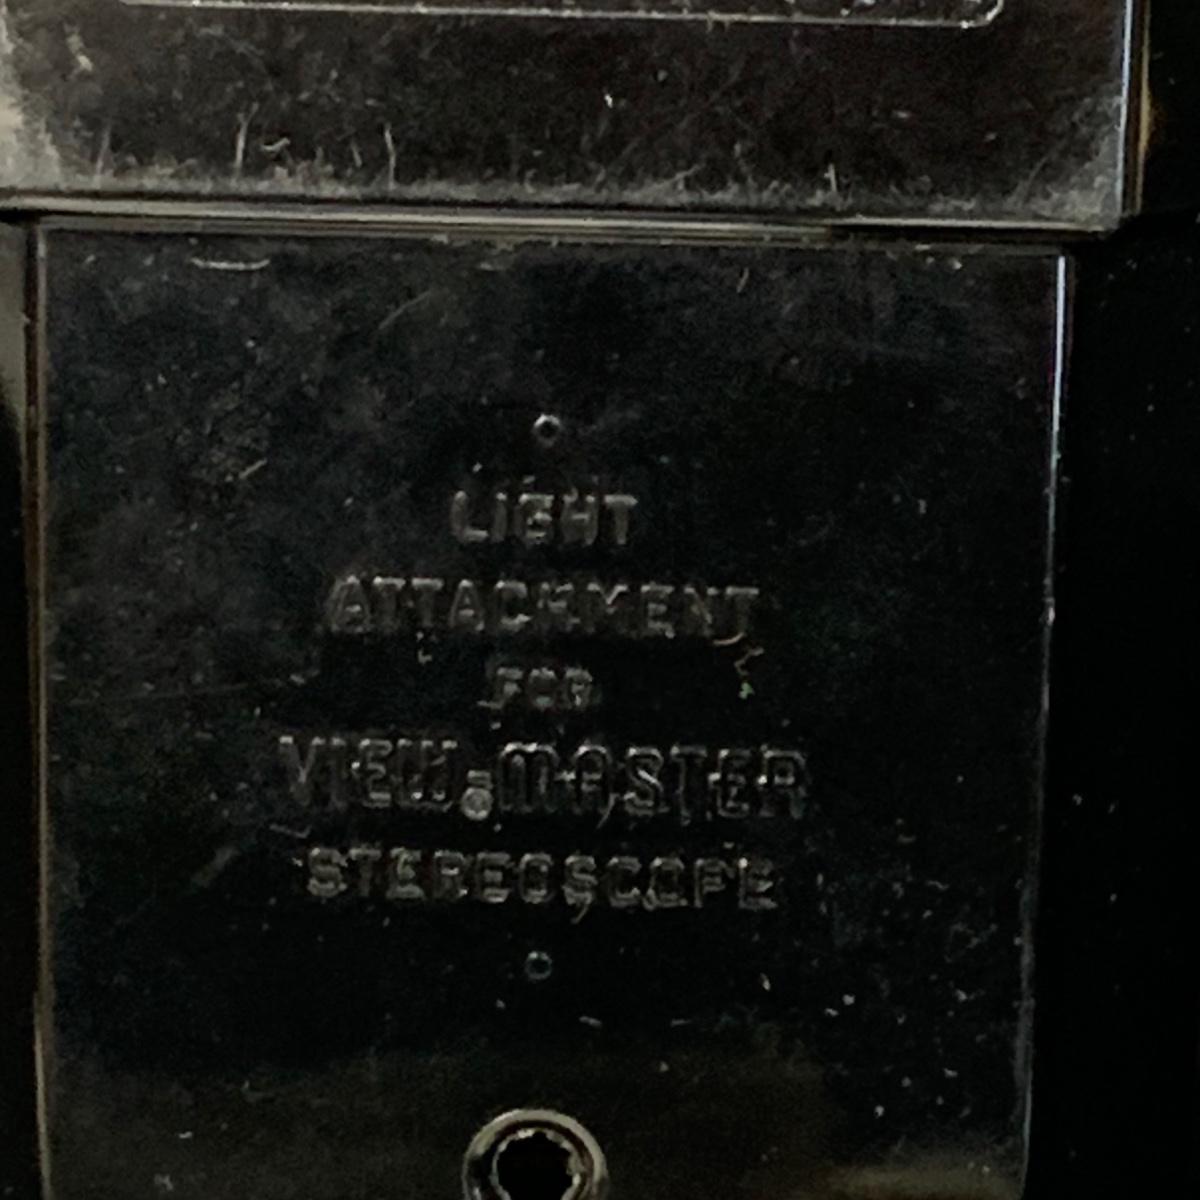 LIGHT
ATTACHMENT
FOR
VIEW-MASTER
STEREOSCOPE